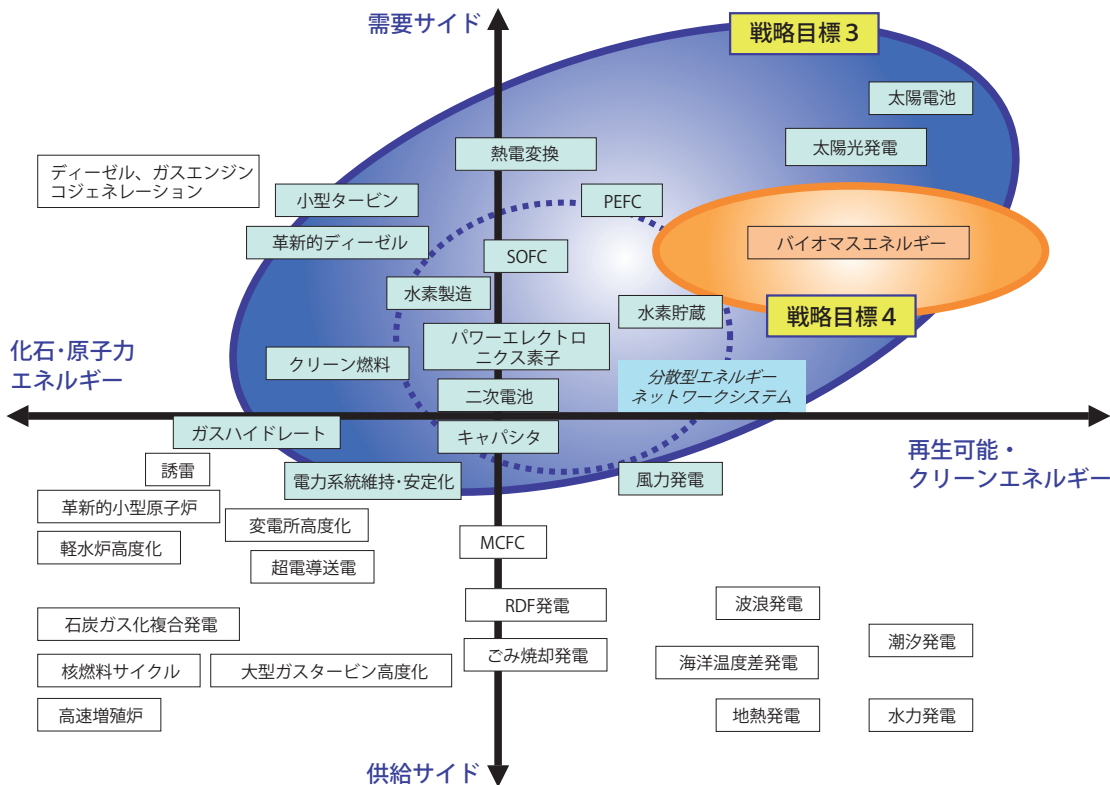 需要サイド
戦略目標3
太陽電池
太陽光発電
熱電変換
ディーゼル、ガスエンジン
コジェネレーション
小型タービン
PEFC
革新的ディーゼル
SOFC
バイオマスエネルギー
水素製造
水素貯蔵
戦略目標4
パワーエレクトロ
ニクス素子
化石・原子力
エネルギー
クリーン燃料
分散型エネルギー
ネットワークシステム
二次電池
ガスハイドレート
キャパシタ
再生可能・
クリーンエネルギー
誘雷
電力系統維持・安定化
風力発電
革新的小型原子炉
変電所高度化
軽水炉高度化
MCFC
超電導送電
RDF発電
波浪発電
石炭ガス化複合発電
潮汐発電
ごみ焼却発電
核燃料サイクル
大型ガスタービン高度化
海洋温度差発電
高速増殖炉
地熱発電
水力発電
供給サイド